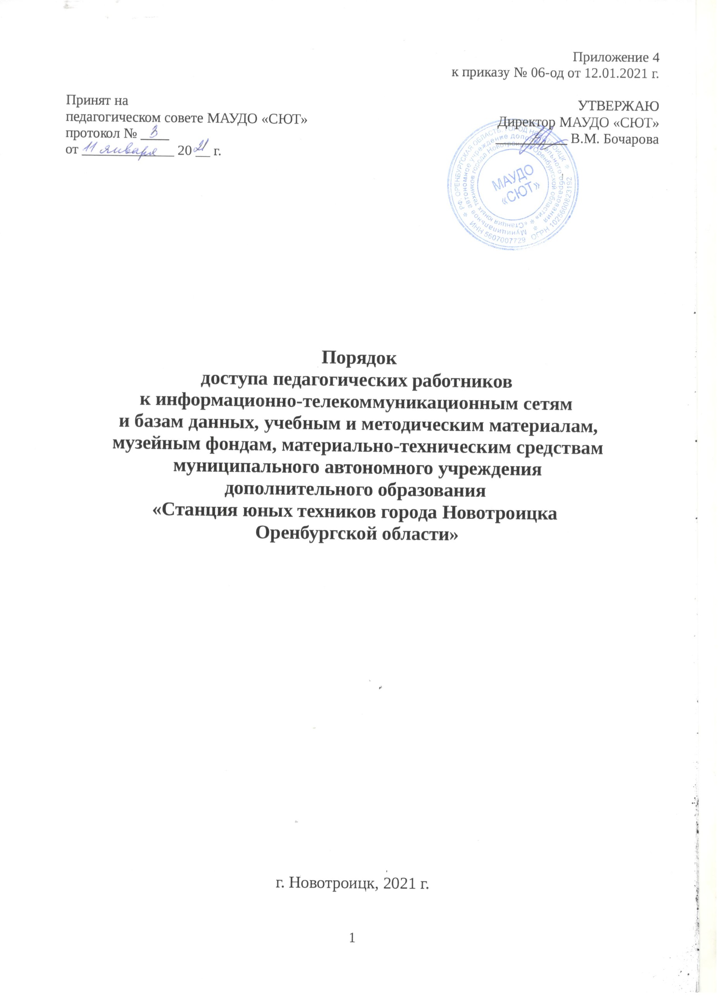 Приложение 4
к приказу № 06-од от 12.01.2021 г.
Принят на
педагогическом совете МАУДО «СЮТ»
протокол № 3
от 11 января 2021 г.
УТВЕРЖАЮ
Директор МАУДО «СЮТ»
В.М. Бочарова
РФ. ОРЕНБУРГСКАЯ ОБЛАСТЬ. ГОРОД НОВОТРОИЦК
ИНН 5607007729 ОГРН 1025600823192
Муниципальное автономное учреждение дополнительного образования
«Станция юных техников города Новотроицка Оренбургской области»
МАУДО
«СЮТ»
Порядок
доступа педагогических работников
к информационно-телекоммуникационным сетям
и базам данных, учебным и методическим материалам,
музейным фондам, материально-техническим средствам
муниципального автономного учреждения
дополнительного образования
«Станция юных техников города Новотроицка
Оренбургской области»
г. Новотроицк, 2021 г.
1